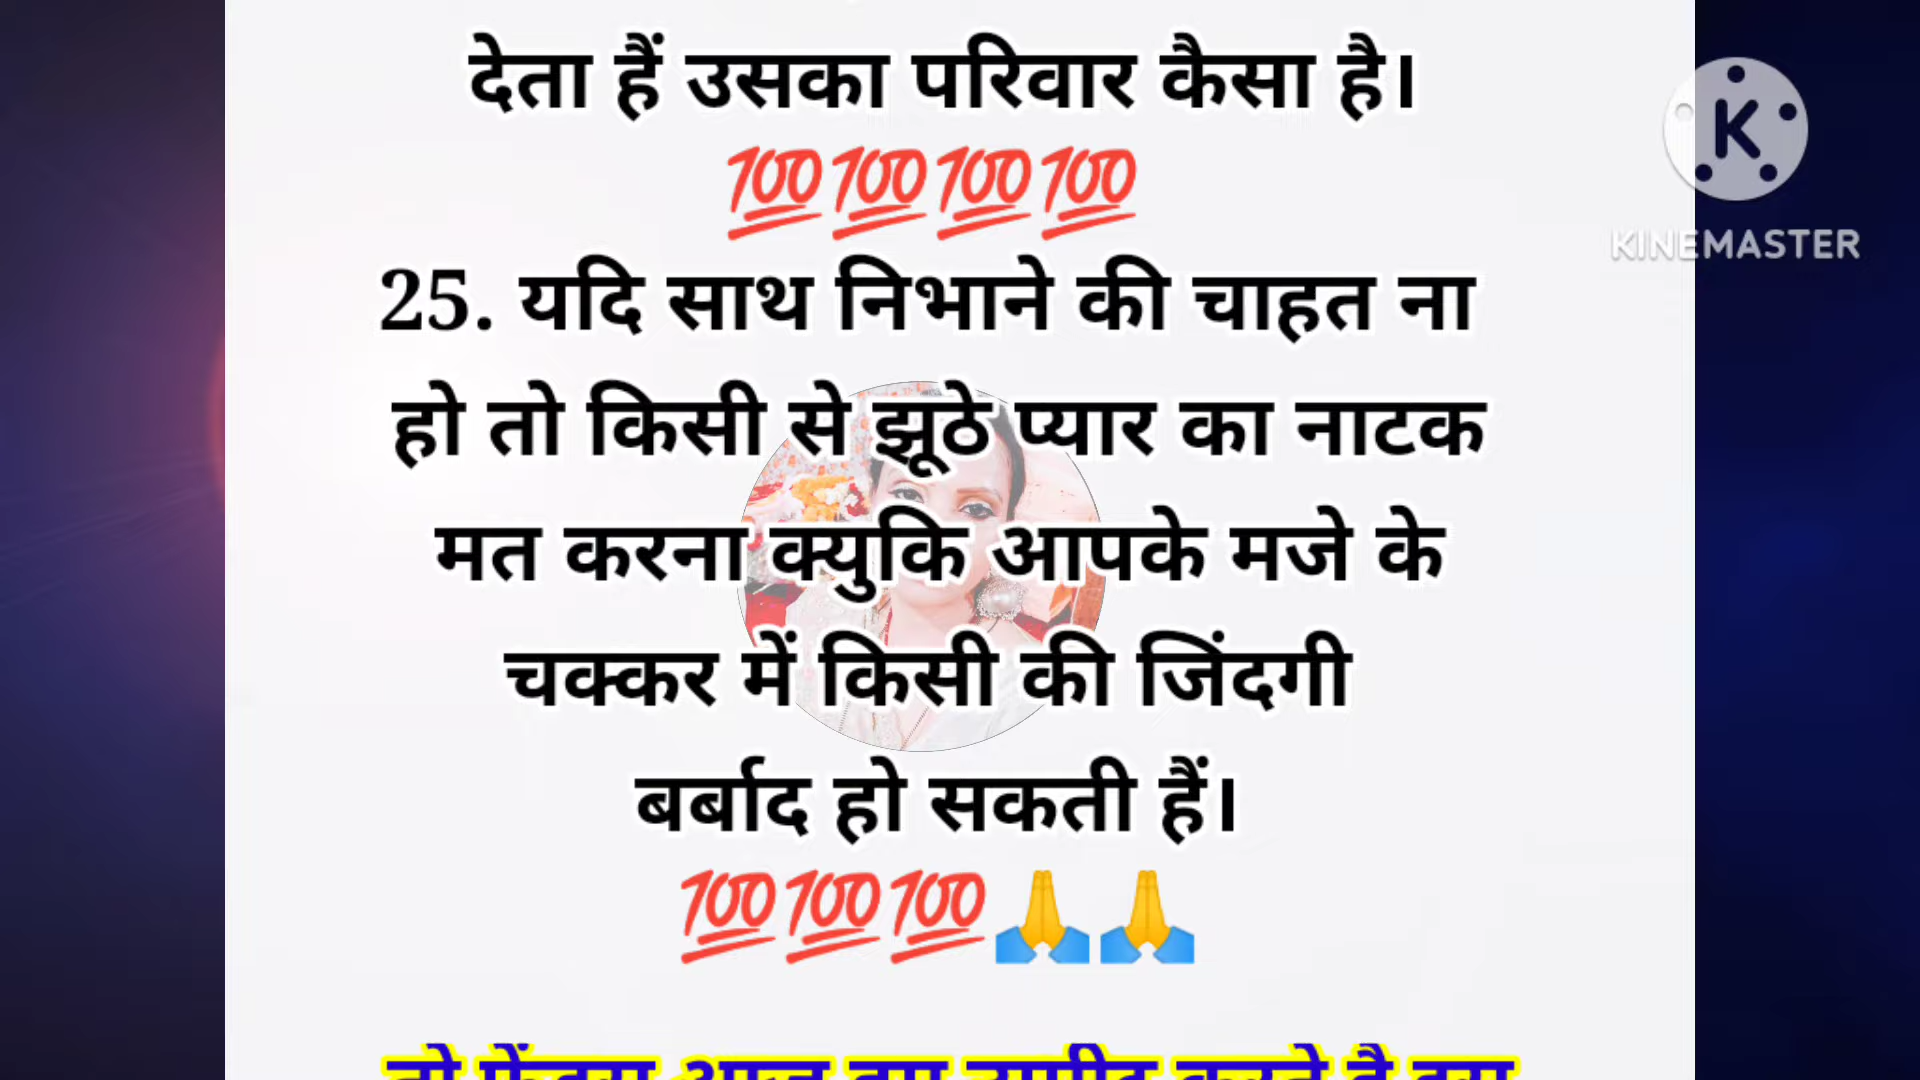 देता हैं उसका परिवार कैसा है।
💯💯💯💯
25. यदि साथ निभाने की चाहत ना
हो तो किसी से झूठे प्यार का नाटक
मत करना क्युकि आपके मजे के
चक्कर में किसी की जिंदगी
बर्बाद हो सकती हैं।
💯💯💯🙏🙏
KINEMASTER